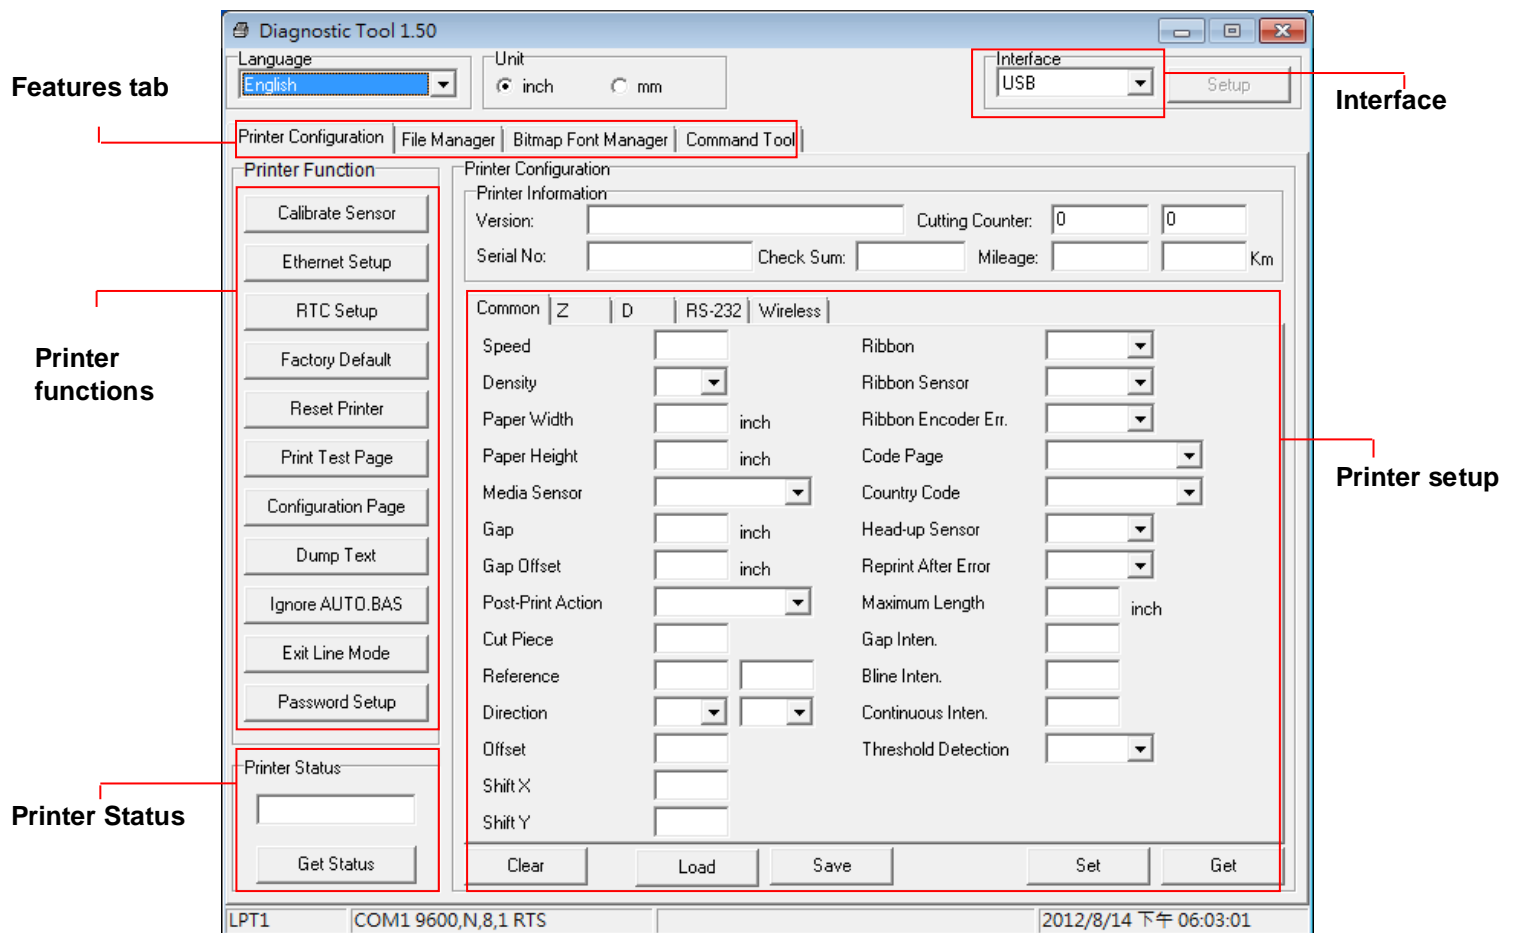 Diagnostic Tool 1.50
Language
English
Unit
inch
mm
Interface
USB
Setup
Features tab
Interface
Printer Configuration
File Manager
Bitmap Font Manager
Command Tool
Printer Function
Calibrate Sensor
Ethernet Setup
RTC Setup
Factory Default
Reset Printer
Print Test Page
Configuration Page
Dump Text
Ignore AUTO.BAS
Exit Line Mode
Password Setup
Printer
functions
Printer Configuration
Printer Information
Version:
Cutting Counter:
0
0
Serial No:
Check Sum:
Mileage:
Km
Common
Z
D
RS-232
Wireless
Speed
Ribbon
Density
Ribbon Sensor
Paper Width
inch
Ribbon Encoder Err.
Paper Height
inch
Code Page
Media Sensor
Country Code
Gap
inch
Head-up Sensor
Gap Offset
inch
Reprint After Error
Post-Print Action
Maximum Length
inch
Cut Piece
Gap Inten.
Reference
Bline Inten.
Direction
Continuous Inten.
Offset
Threshold Detection
Shift X
Shift Y
Printer setup
Printer Status
Printer Status
Get Status
Clear
Load
Save
Set
Get
LPT1
COM1 9600,N,8,1 RTS
2012/8/14 下午 06:03:01